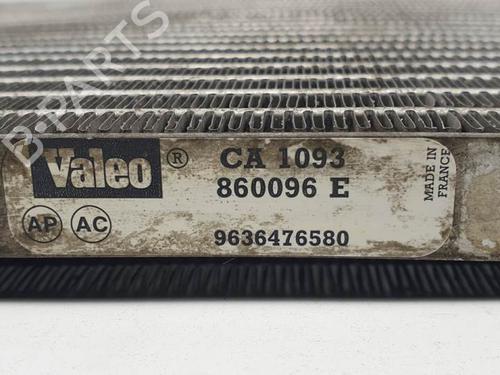 B-PARTS
Valeo ®
CA 1093
860096 E
AP AC
9636476580
MADE IN
FRANCE